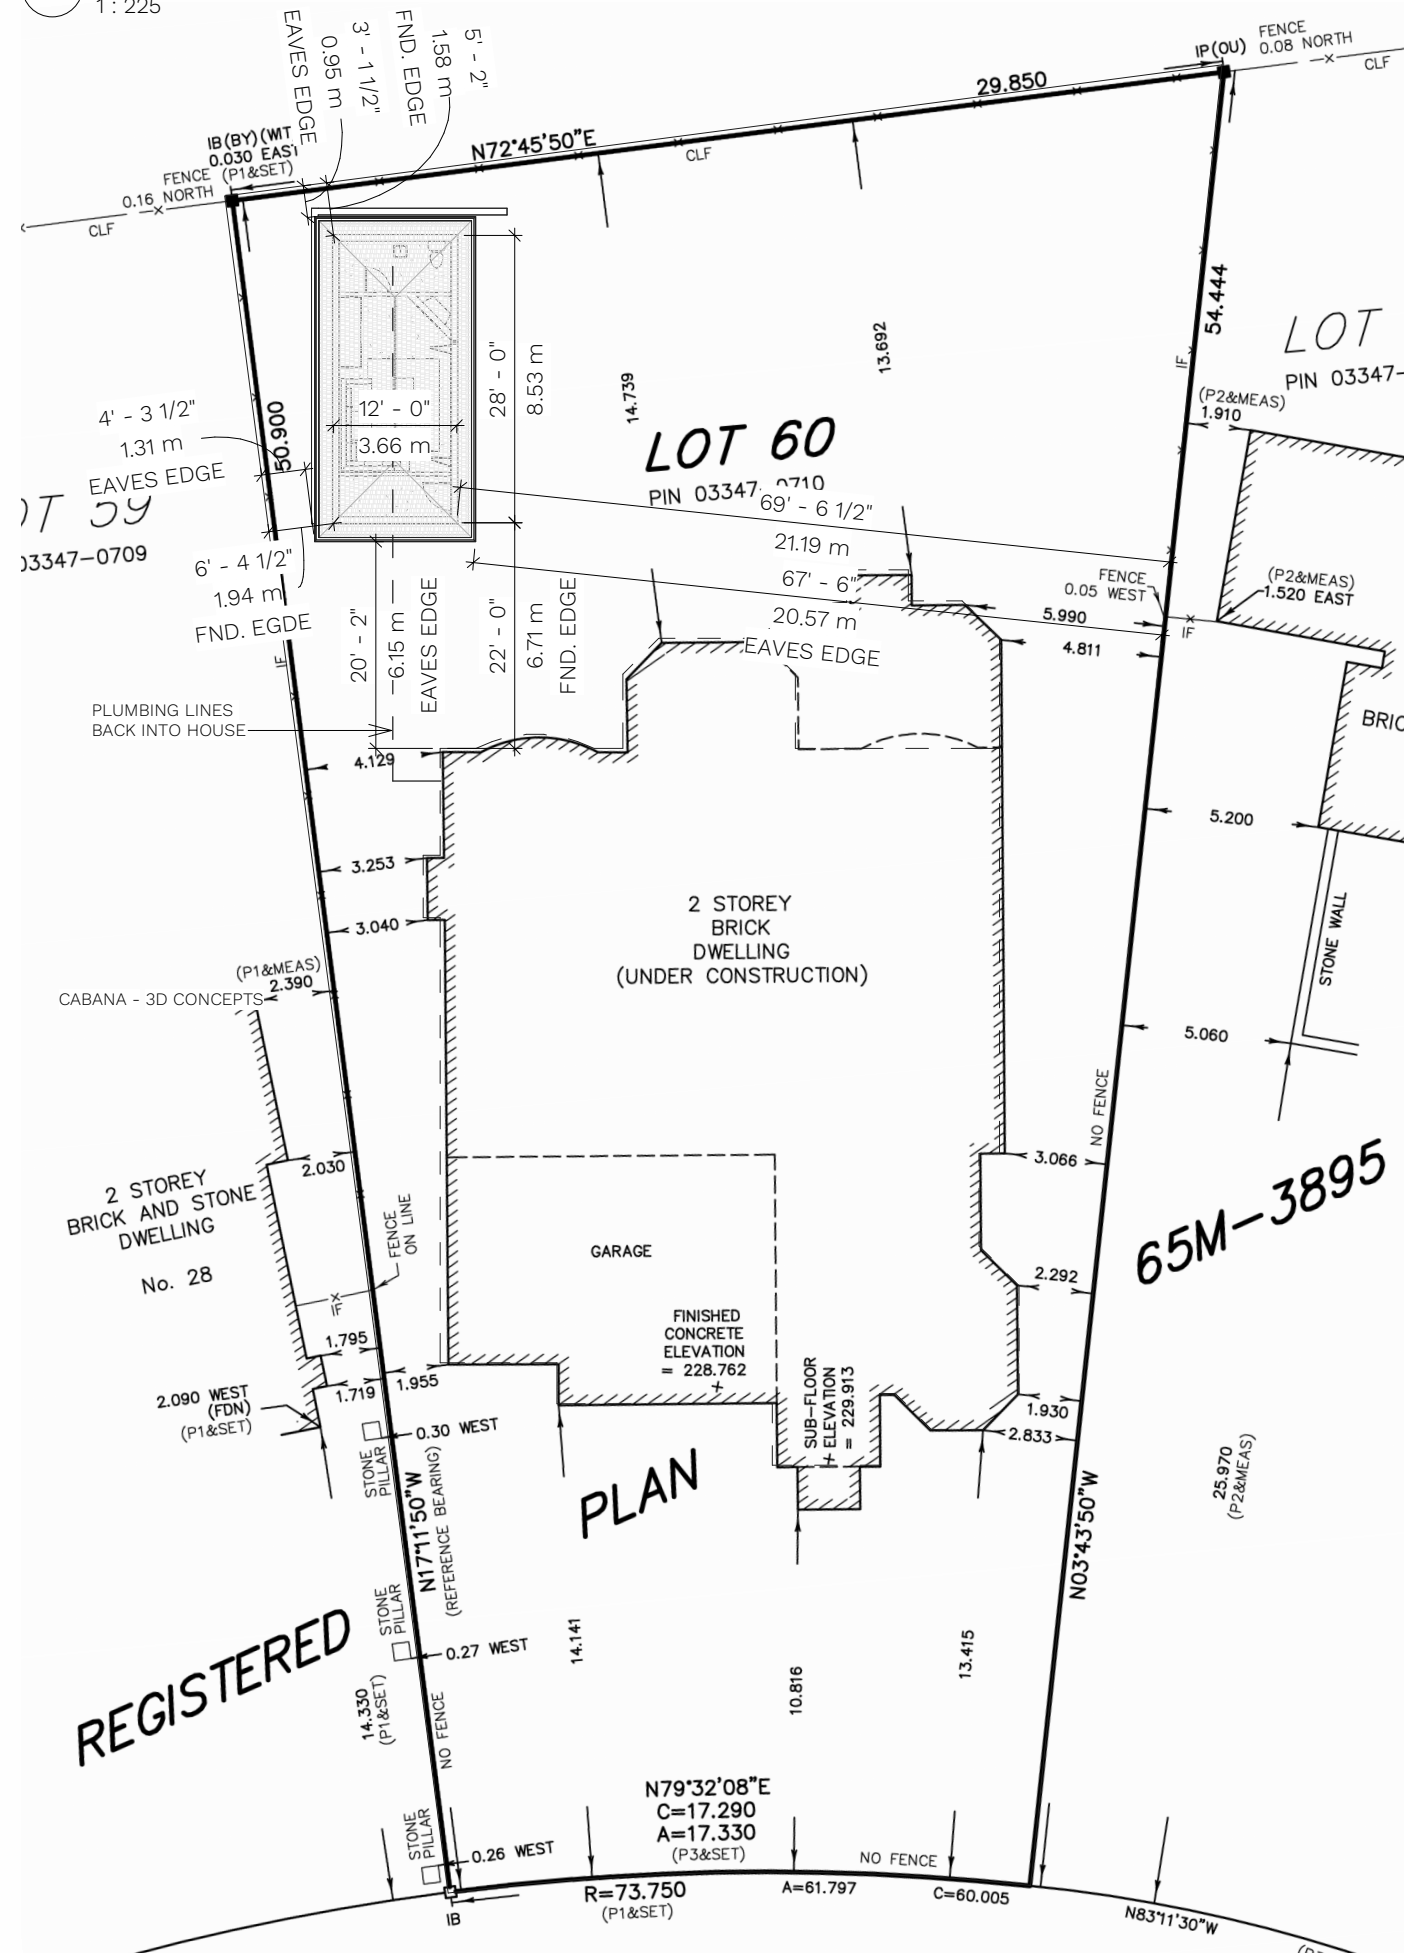 1 : 225
EAVES EDGE
0.95 m
3' - 1 1/2"
FND. EDGE
1.58 m
5' - 2"
IP(OU)
FENCE
0.08 NORTH
CLF
29.850
N72°45'50"E
CLF
IB(BY)(WIT
0.030 EAST
(P1&SET)
FENCE
0.16 NORTH
CLF
54.444
IF
LOT
PIN 03347-
(P2&MEAS)
1.910
13.692
14.739
28' - 0"
8.53 m
12' - 0"
3.66 m
50.900
4' - 3 1/2"
1.31 m
EAVES EDGE
59
03347-0709
LOT 60
PIN 03347-0710
69' - 6 1/2"
21.19 m
67' - 6"
20.57 m
EAVES EDGE
6' - 4 1/2"
1.94 m
FND. EGDE
IF
20' - 2"
6.15 m
EAVES EDGE
22' - 0"
6.71 m
FND. EDGE
FENCE
0.05 WEST
(P2&MEAS)
1.520 EAST
IF
5.990
4.811
PLUMBING LINES
BACK INTO HOUSE
BRIC
4.129
5.200
3.253
3.040
2 STOREY
BRICK
DWELLING
(UNDER CONSTRUCTION)
STONE WALL
(P1&MEAS)
2.390
CABANA - 3D CONCEPTS
5.060
NO FENCE
3.066
65M-3895
2.030
2 STOREY
BRICK AND STONE
DWELLING
No. 28
FENCE
ON LINE
IF
GARAGE
2.292
FINISHED
CONCRETE
ELEVATION
= 228.762
SUB-FLOOR
ELEVATION
= 229.913
1.795
1.719
1.955
2.090 WEST
(FDN)
(P1&SET)
1.930
2.833
0.30 WEST
STONE
PILLAR
N17°11'50"W
(REFERENCE BEARING)
PLAN
25.970
(P2&MEAS)
N03°43'50"W
STONE
PILLAR
0.27 WEST
14.141
10.816
13.415
REGISTERED
14.330
(P1&SET)
NO FENCE
N79°32'08"E
C=17.290
A=17.330
(P3&SET)
STONE
PILLAR
0.26 WEST
NO FENCE
R=73.750
(P1&SET)
A=61.797
C=60.005
N83°11'30"W
IB